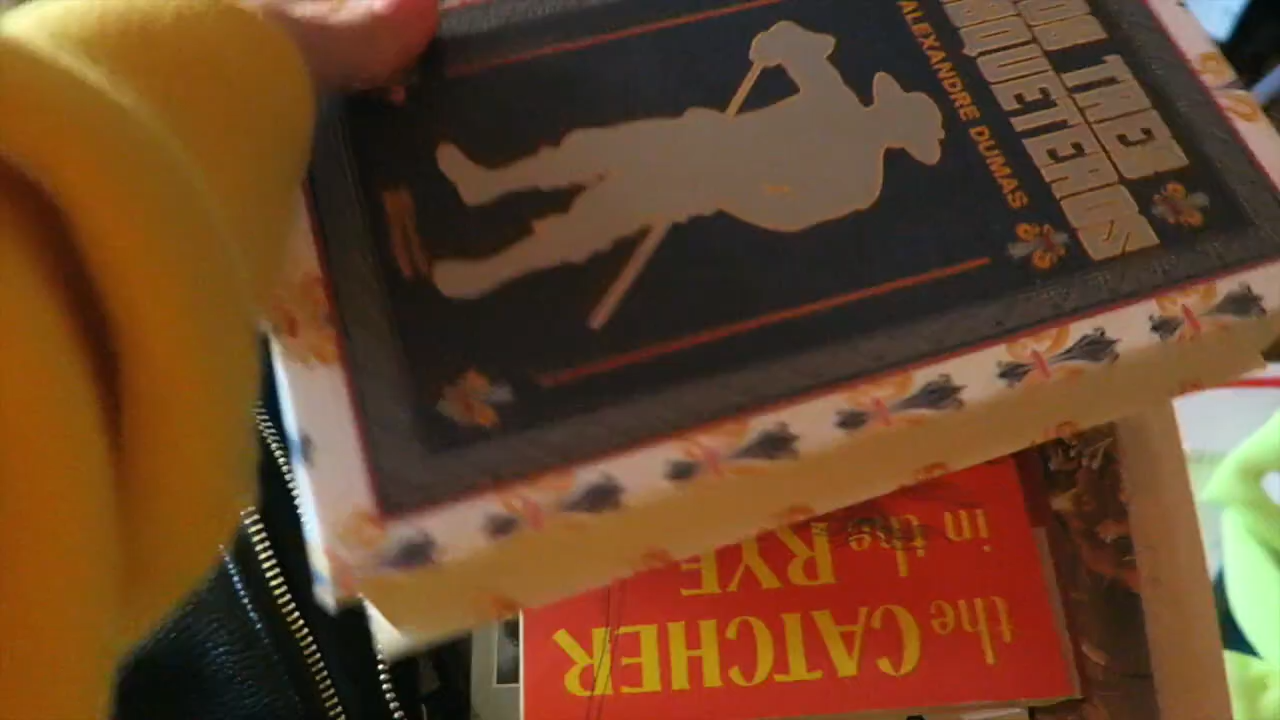 LOS TRES
MOSQUETEROS
ALEXANDRE DUMAS
the CATCHER
in the RYE